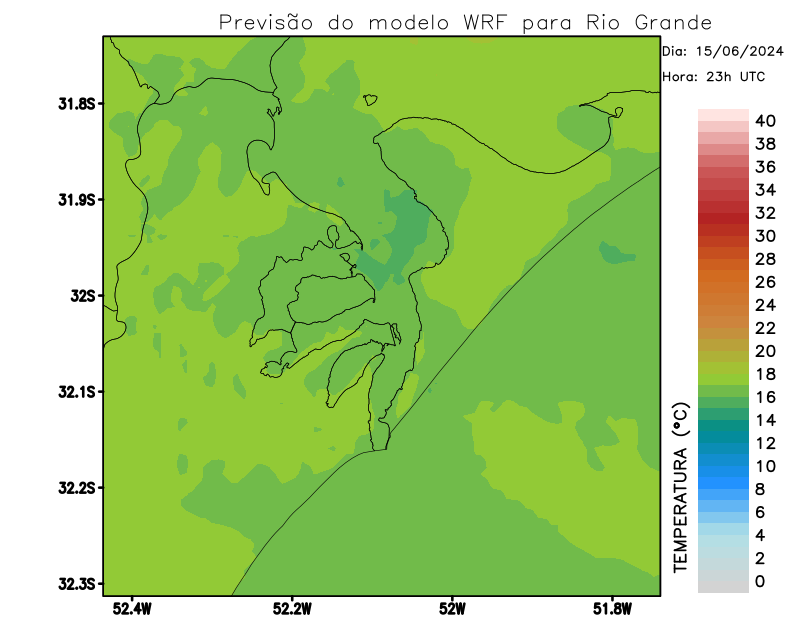 Previsão do modelo WRF para Rio Grande
Dia: 15/06/2024
Hora: 23h UTC
31.8S
31.9S
32S
32.1S
32.2S
32.3S
52.4W
52.2W
52W
51.8W
TEMPERATURA (°C)
40
38
36
34
32
30
28
26
24
22
20
18
16
14
12
10
8
6
4
2
0